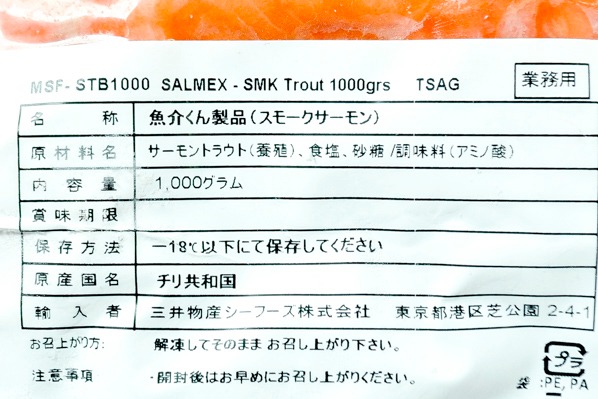 MSF- STB1000 SALMEX - SMK Trout 1000grs TSAG 業務用
名称 魚介くん製品(スモークサーモン)
原材料名 サーモントラウト(養殖)、食塩、砂糖/調味料(アミノ酸)
内容量 1,000グラム
賞味期限
保存方法 -18℃以下にて保存してください
原産国名 チリ共和国
輸入者 三井物産シーフーズ株式会社 東京都港区芝公園 2-4-1
お召上がり方: 解凍してそのまま お召し上がり下さい。
注意事項 ・開封後はお早めにお召し上がりください。
プラ
袋 :PE, PA